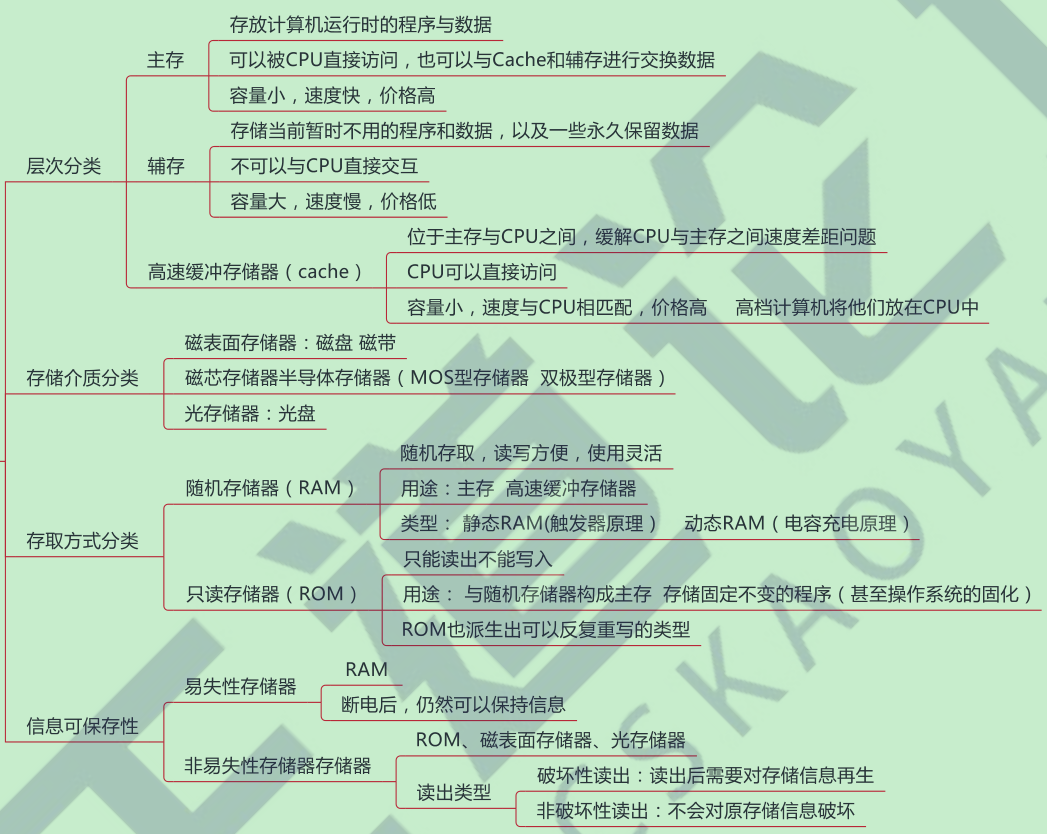 存放计算机运行时的程序与数据
主存
可以被CPU直接访问，也可以与Cache和辅存进行交换数据
容量小，速度快，价格高
存储当前暂时不用的程序和数据，以及一些永久保留数据
层次分类
辅存
不可以与CPU直接交互
容量大，速度慢，价格低
位于主存与CPU之间，缓解CPU与主存之间速度差距问题
高速缓冲存储器（cache）
CPU可以直接访问
容量小，速度与CPU相匹配，价格高 高档计算机将他们放在CPU中
磁表面存储器：磁盘 磁带
存储介质分类
磁芯存储器半导体存储器（MOS型存储器 双极型存储器）
光存储器：光盘
随机存取，读写方便，使用灵活
随机存储器（RAM）
用途：主存 高速缓冲存储器
类型： 静态RAM(触发器原理） 动态RAM（电容充电原理）
存取方式分类
只能读出不能写入
只读存储器（ROM）
用途： 与随机存储器构成主存 存储固定不变的程序（甚至操作系统的固化）
ROM也派生出可以反复重写的类型
RAM
易失性存储器
断电后，仍然可以保持信息
信息可保存性
ROM、磁表面存储器、光存储器
非易失性存储器存储器
破坏性读出：读出后需要对存储信息再生
读出类型
非破坏性读出：不会对原存储信息破坏
CSKAOYA